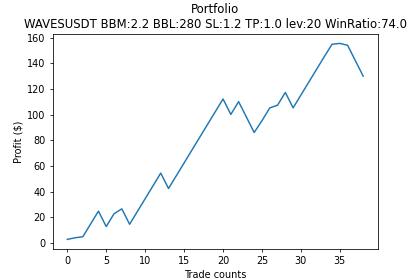 Portfolio
WAVESUSDT BBM:2.2 BBL:280 SL:1.2 TP:1.0 lev:20 WinRatio:74.0
160
140
120
100
80
60
40
20
0
Profit ($)
0 5 10 15 20 25 30 35
Trade counts